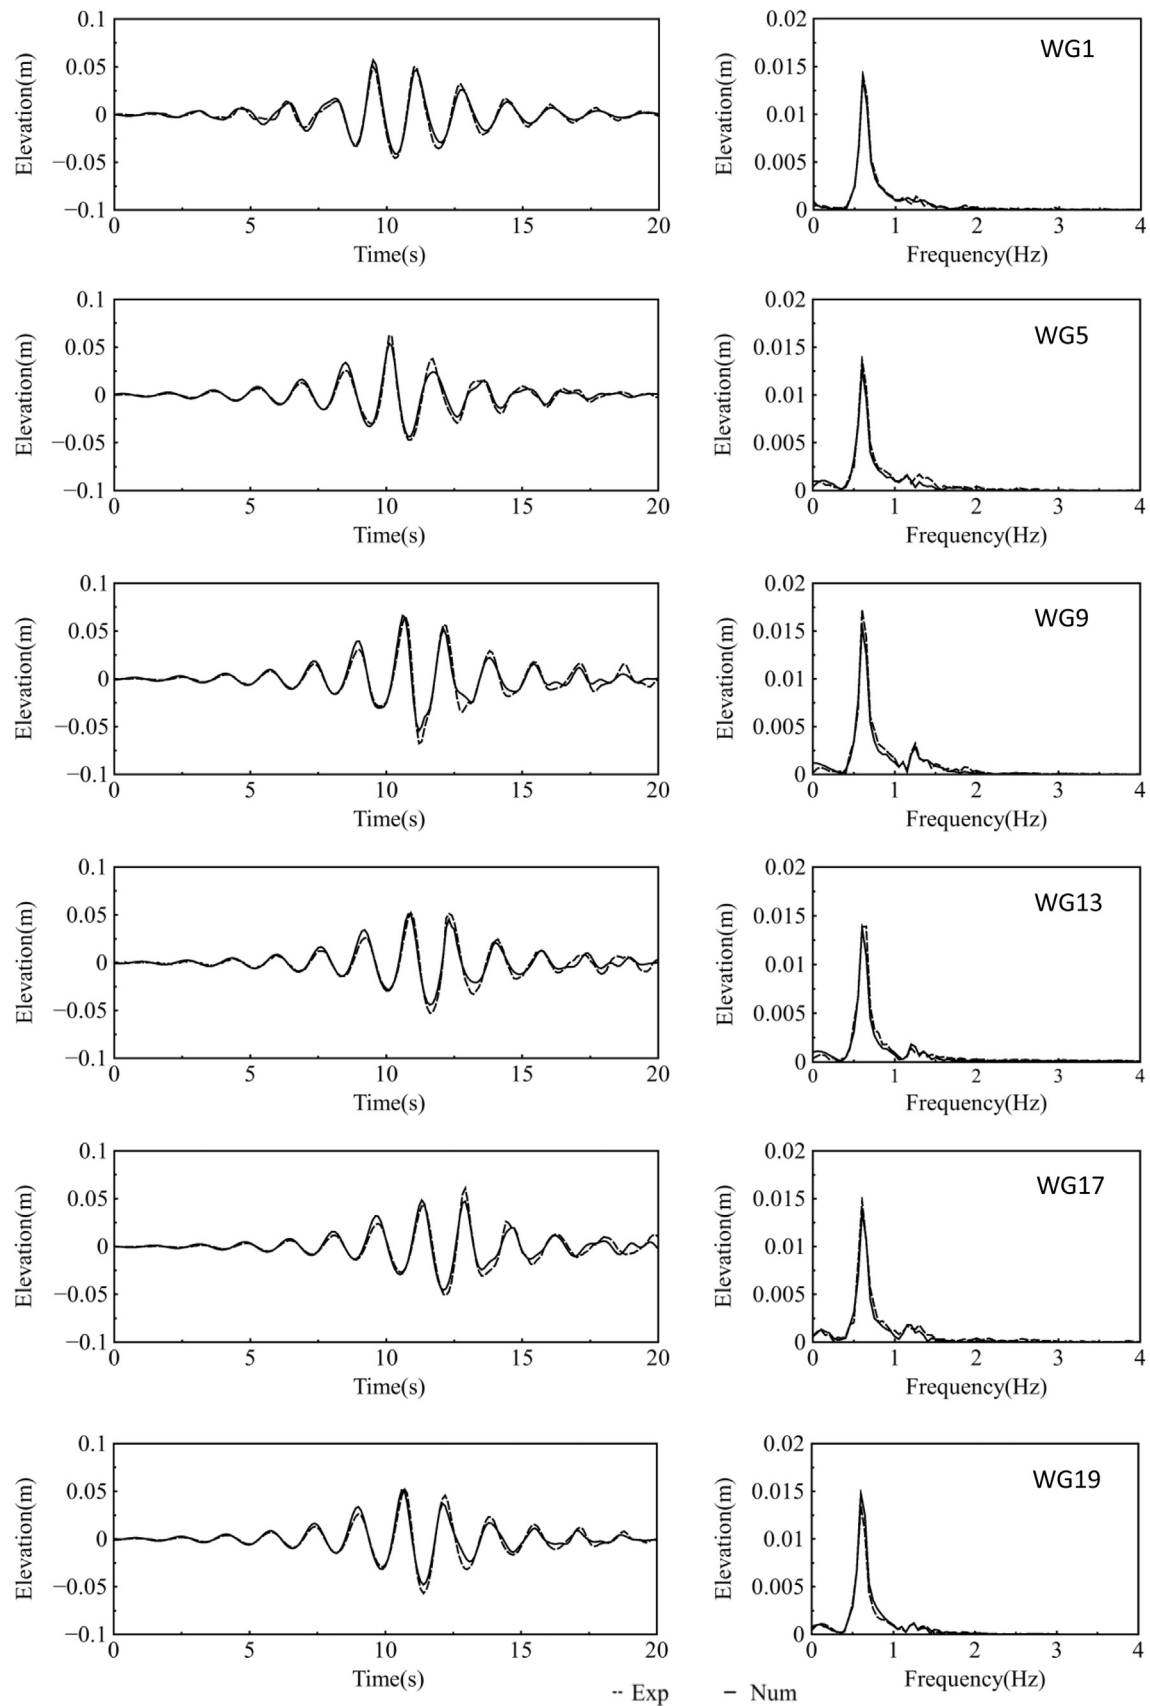 0.1
0.05
0
−0.05
−0.1
Elevation(m)
0 5 10 15 20
Time(s)
0.02
0.015
0.01
0.005
0
Elevation(m)
WG1
0 1 2 3 4
Frequency(Hz)
0.1
0.05
0
−0.05
−0.1
Elevation(m)
0 5 10 15 20
Time(s)
0.02
0.015
0.01
0.005
0
Elevation(m)
WG5
0 1 2 3 4
Frequency(Hz)
0.1
0.05
0
−0.05
−0.1
Elevation(m)
0 5 10 15 20
Time(s)
0.02
0.015
0.01
0.005
0
Elevation(m)
WG9
0 1 2 3 4
Frequency(Hz)
0.1
0.05
0
−0.05
−0.1
Elevation(m)
0 5 10 15 20
Time(s)
0.02
0.015
0.01
0.005
0
Elevation(m)
WG13
0 1 2 3 4
Frequency(Hz)
0.1
0.05
0
−0.05
−0.1
Elevation(m)
0 5 10 15 20
Time(s)
0.02
0.015
0.01
0.005
0
Elevation(m)
WG17
0 1 2 3 4
Frequency(Hz)
0.1
0.05
0
−0.05
−0.1
Elevation(m)
0 5 10 15 20
Time(s)
0.02
0.015
0.01
0.005
0
Elevation(m)
WG19
0 1 2 3 4
Frequency(Hz)
-- Exp − Num